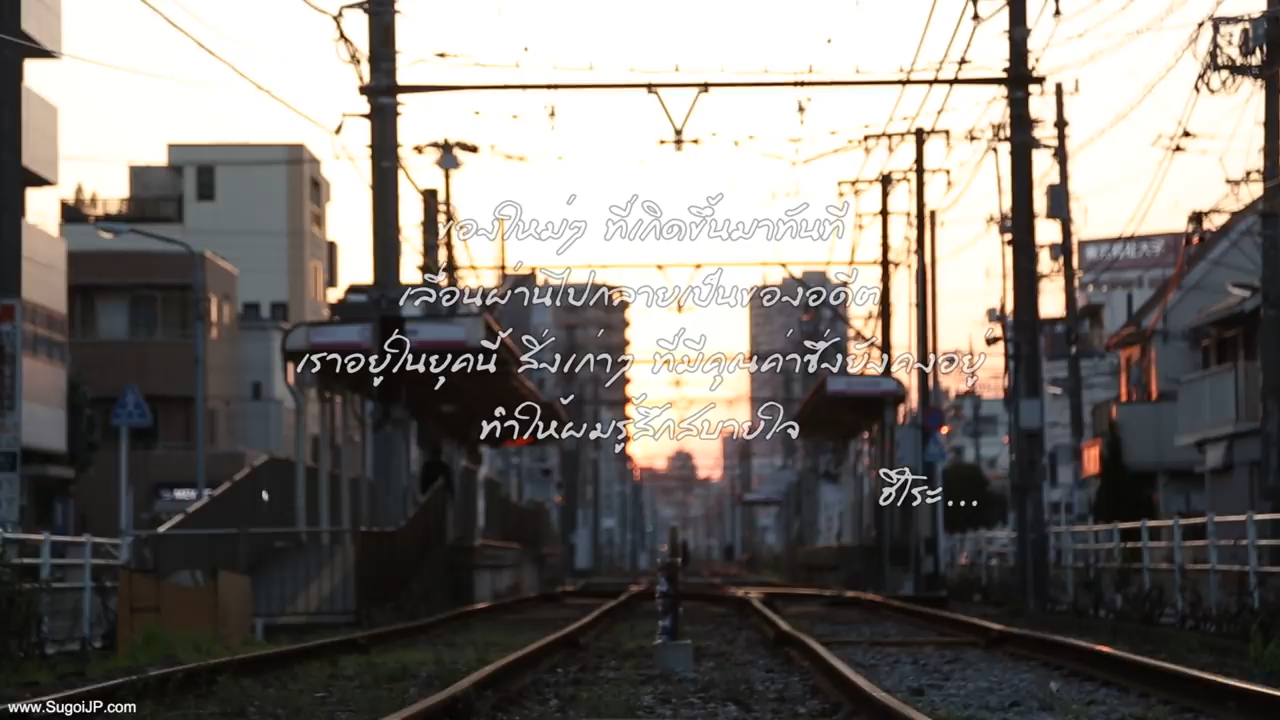 ของใหม่ๆ ที่เกิดขึ้นมาทันที
เลื่อนผ่านไปกลายเป็นของอดีต
เราอยู่ในยุคนี้ สิ่งเก่าๆ ที่มีคุณค่าซึ่งยังคงอยู่
ทำให้ผมรู้สึกสบายใจ
ฮิโระ...
www.SugoiJP.com